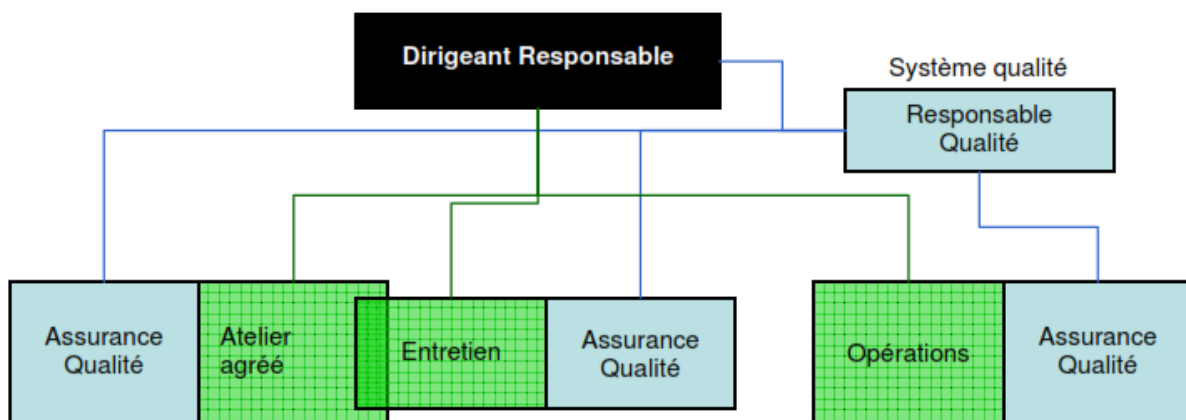 Dirigeant Responsable
Système qualité
Responsable
Qualité
Assurance
Qualité
Atelier
agréé
Entretien
Assurance
Qualité
Opérations
Assurance
Qualité